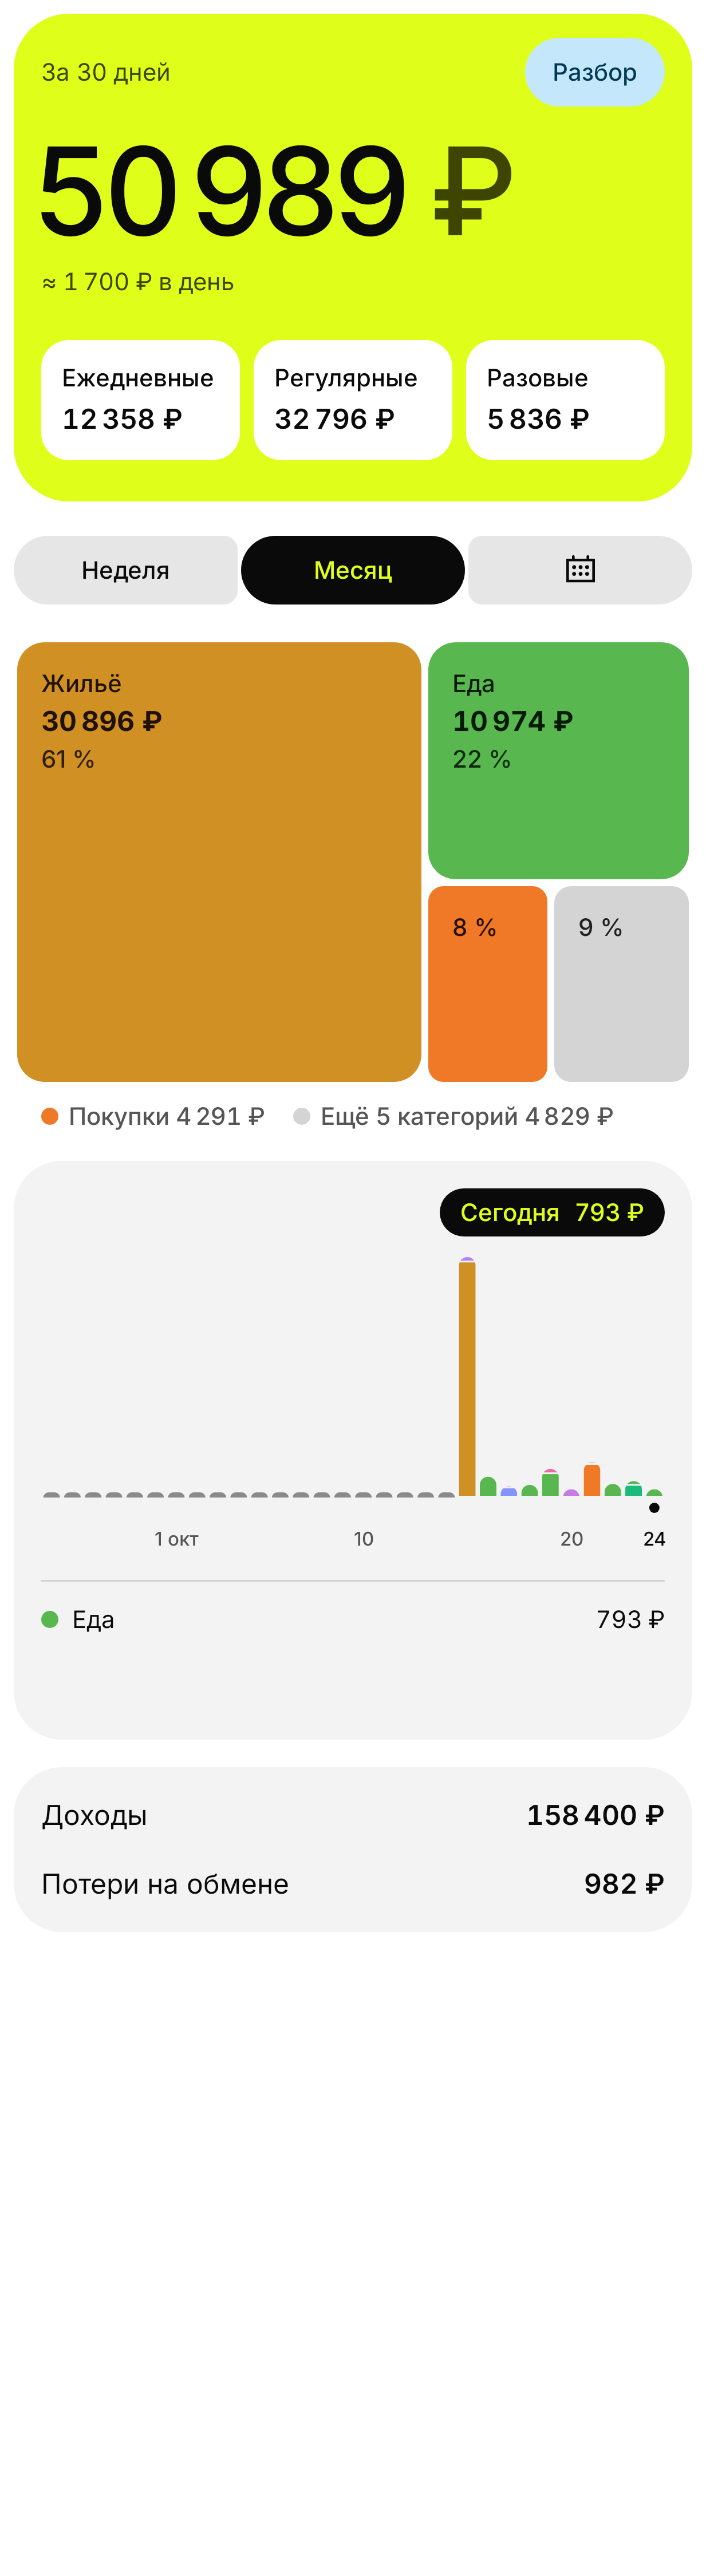 За 30 дней
Разбор
50 989 ₽
≈ 1 700 ₽ в день
Ежедневные
12 358 ₽
Регулярные
32 796 ₽
Разовые
5 836 ₽
Неделя
Месяц
Жильё
30 896 ₽
61 %
Еда
10 974 ₽
22 %
8 %
9 %
Покупки 4 291 ₽
Ещё 5 категорий 4 829 ₽
Сегодня 793 ₽
1 окт
10
20
24
Еда
793 ₽
Доходы
158 400 ₽
Потери на обмене
982 ₽